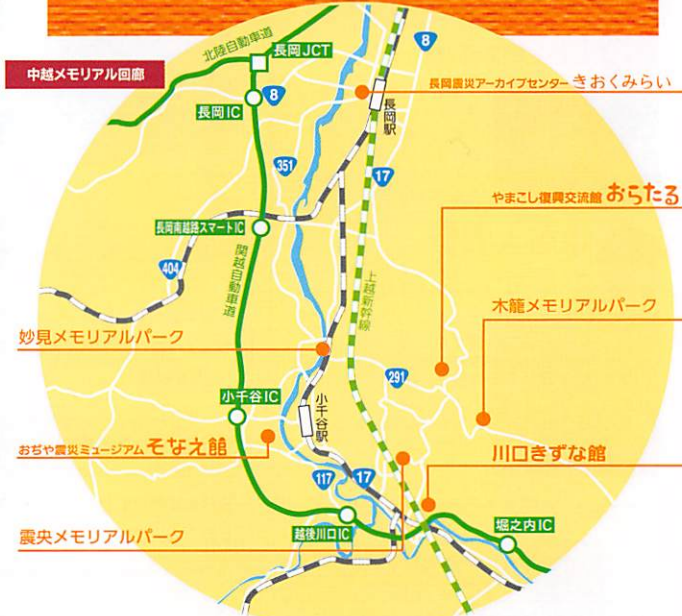 中越メモリアル回廊
北陸自動車道
長岡JCT
8
長岡震災アーカイブセンター きおくみらい
長岡IC
8
長岡駅
351
17
やまこし復興交流館 おらたる
長岡南越路スマートIC
404
関越自動車道
上越新幹線
木籠メモリアルパーク
妙見メモリアルパーク
291
小千谷IC
小千谷駅
おぢや震災ミュージアム そなえ館
川口きずな館
117
17
越後川口IC
堀之内IC
震央メモリアルパーク